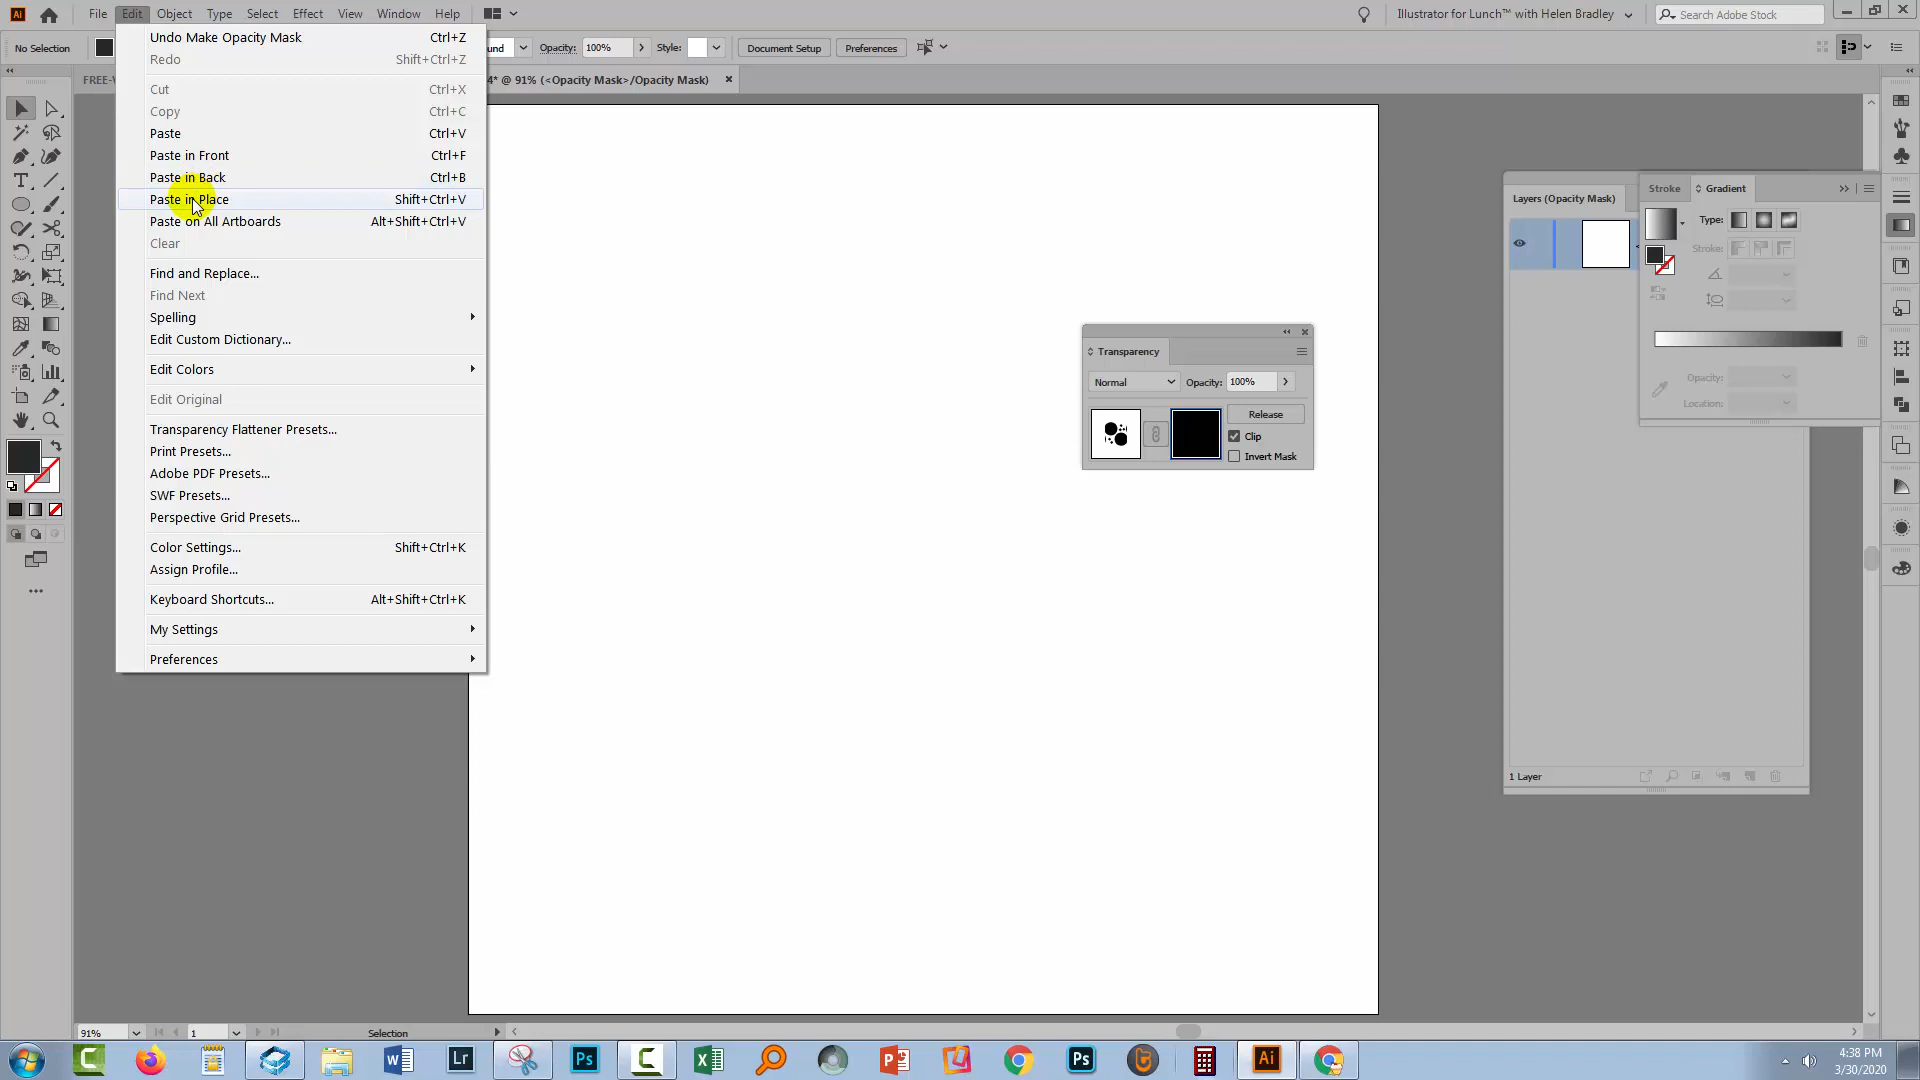 File Edit Object Type Select Effect View Window Help
Illustrator for Lunch™ with Helen Bradley
Search Adobe Stock
No Selection
Opacity: 100%
Style:
Document Setup
Preferences
4* @ 91% (<Opacity Mask>/Opacity Mask)
Undo Make Opacity Mask Ctrl+Z
Redo Shift+Ctrl+Z
Cut Ctrl+X
Copy Ctrl+C
Paste Ctrl+V
Paste in Front Ctrl+F
Paste in Back Ctrl+B
Paste in Place Shift+Ctrl+V
Paste on All Artboards Alt+Shift+Ctrl+V
Clear
Find and Replace...
Find Next
Spelling
Edit Custom Dictionary...
Edit Colors
Edit Original
Transparency Flattener Presets...
Print Presets...
Adobe PDF Presets...
SWF Presets...
Perspective Grid Presets...
Color Settings... Shift+Ctrl+K
Assign Profile...
Keyboard Shortcuts... Alt+Shift+Ctrl+K
My Settings
Preferences
Transparency
Normal Opacity: 100%
Release
Clip
Invert Mask
Layers (Opacity Mask)
1 Layer
Stroke Gradient
Type:
Stroke:
Opacity:
Location:
91% 1 Selection
4:38 PM
3/30/2020